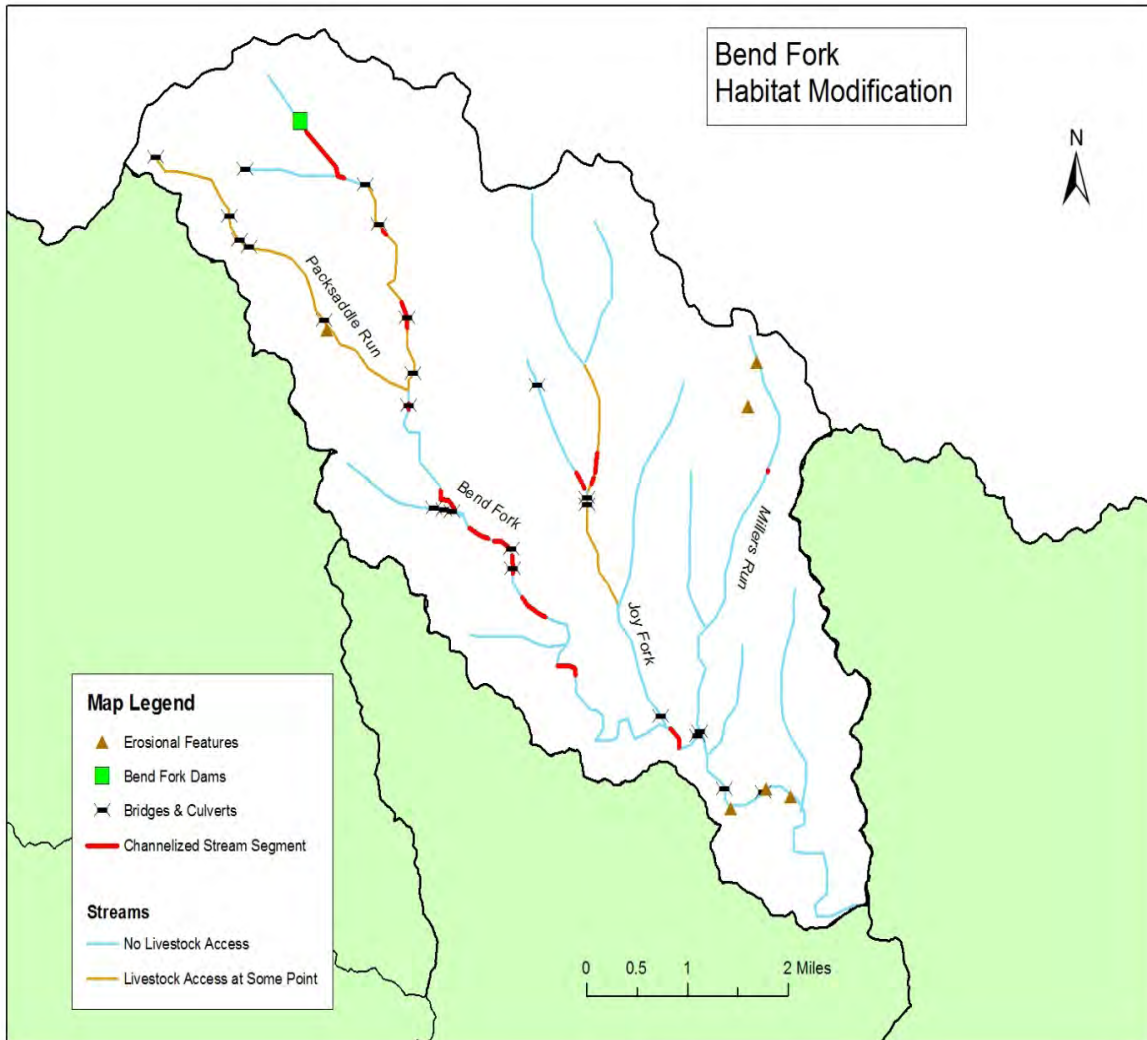 Bend Fork
Habitat Modification
N
Packsaddle Run
Bend Fork
Millers Run
Joy Fork
Map Legend
Erosional Features
Bend Fork Dams
Bridges & Culverts
Channelized Stream Segment
Streams
No Livestock Access
Livestock Access at Some Point
0 0.5 1 2 Miles